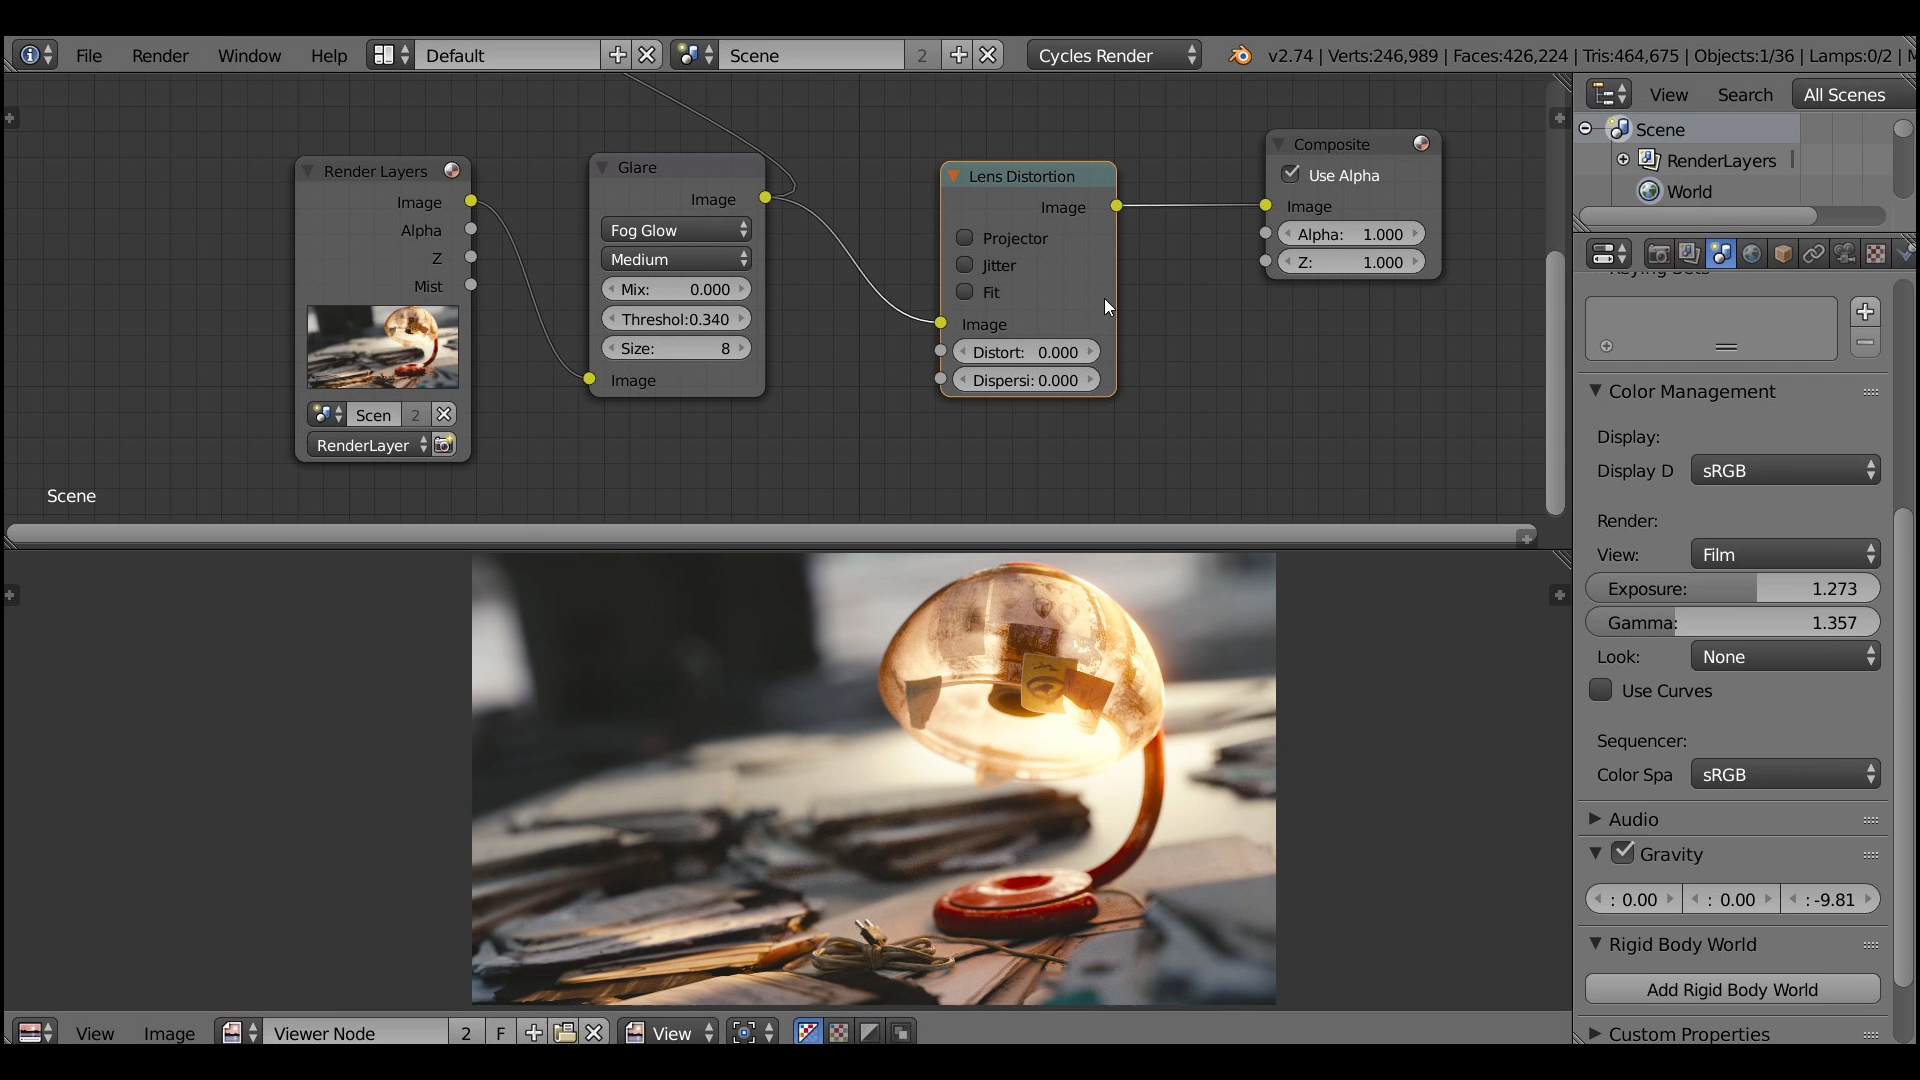 File Render Window Help Default Scene 2 Cycles Render v2.74 | Verts:246,989 | Faces:426,224 | Tris:464,675 | Objects:1/36 | Lamps:0/2 |
View Search All Scenes
Scene
RenderLayers
World
Render Layers
Image
Alpha
Z
Mist
Scen 2
RenderLayer
Glare
Image
Fog Glow
Medium
Mix: 0.000
Threshol:0.340
Size: 8
Image
Lens Distortion
Image
Projector
Jitter
Fit
Image
Distort: 0.000
Dispersi: 0.000
Composite
Use Alpha
Image
Alpha: 1.000
Z: 1.000
Scene
Keying Sets
Color Management
Display:
Display D sRGB
Render:
View: Film
Exposure: 1.273
Gamma: 1.357
Look: None
Use Curves
Sequencer:
Color Spa sRGB
Audio
Gravity
: 0.00 : 0.00 : -9.81
Rigid Body World
Add Rigid Body World
Custom Properties
View Image Viewer Node 2 F View